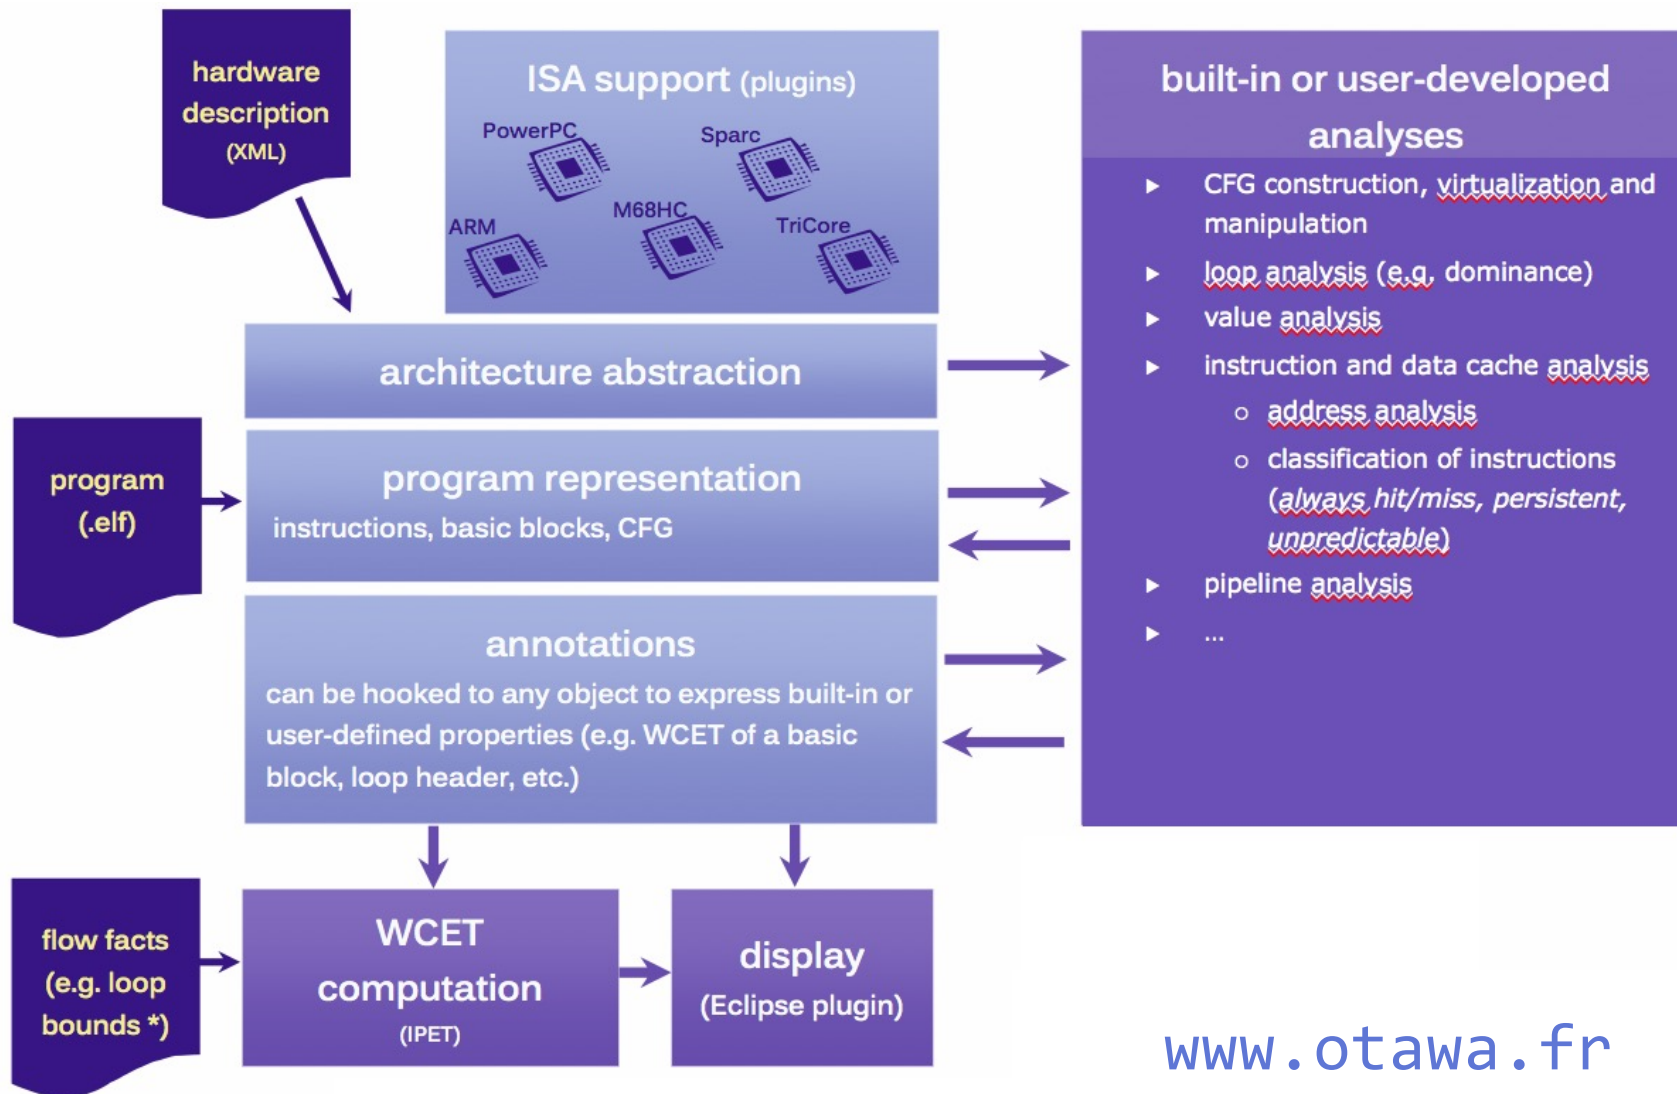 hardware
description
(XML)
ISA support (plugins)
PowerPC
Sparc
ARM
M68HC
TriCore
architecture abstraction
program
(.elf)
program representation
instructions, basic blocks, CFG
annotations
can be hooked to any object to express built-in or
user-defined properties (e.g. WCET of a basic
block, loop header, etc.)
flow facts
(e.g. loop
bounds *)
WCET
computation
(IPET)
display
(Eclipse plugin)
built-in or user-developed
analyses
CFG construction, virtualization and
manipulation
loop analysis (e.g. dominance)
value analysis
instruction and data cache analysis
address analysis
classification of instructions
(always hit/miss, persistent,
unpredictable)
pipeline analysis
...
www.otawa.fr